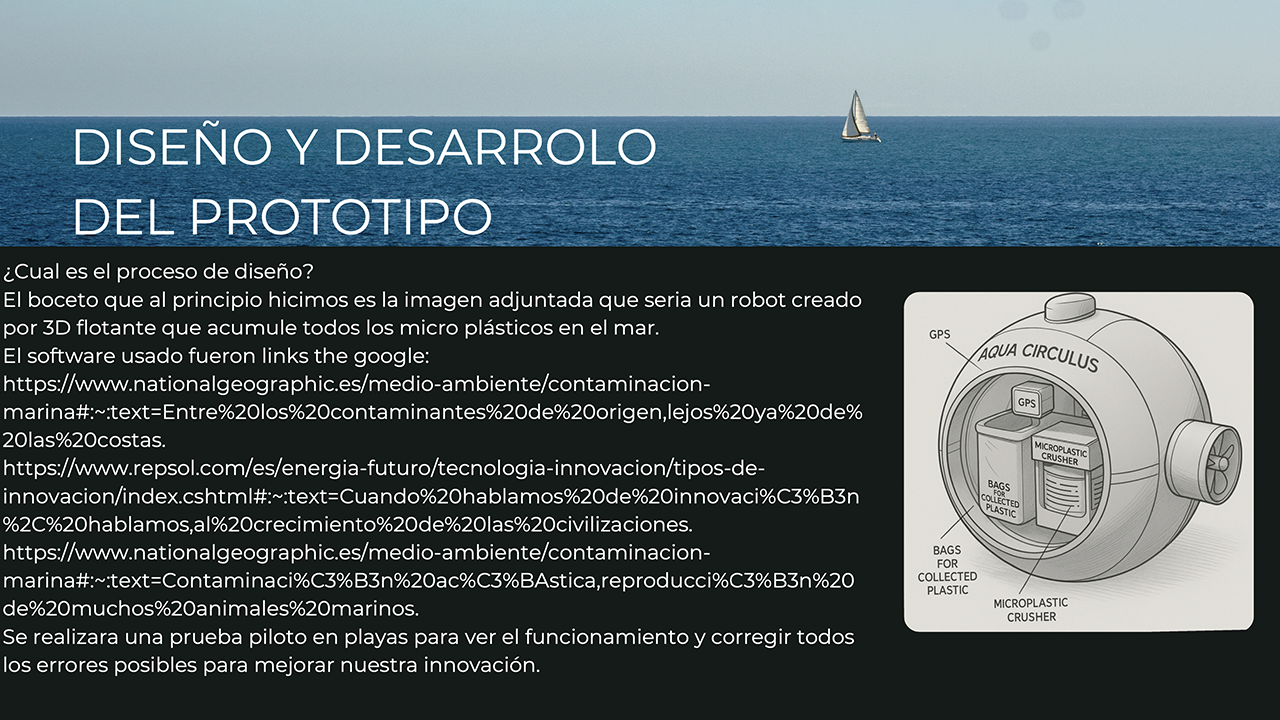 DISEÑO Y DESARROLO
DEL PROTOTIPO
¿Cual es el proceso de diseño?
El boceto que al principio hicimos es la imagen adjuntada que seria un robot creado
por 3D flotante que acumule todos los micro plásticos en el mar.
El software usado fueron links the google:
https://www.nationalgeographic.es/medio-ambiente/contaminacion-
marina#:~:text=Entre%20los%20contaminantes%20de%20origen,lejos%20ya%20de%
20las%20costas.
https://www.repsol.com/es/energia-futuro/tecnologia-innovacion/tipos-de-
innovacion/index.cshtml#:~:text=Cuando%20hablamos%20de%20innovaci%C3%B3n
%2C%20hablamos,al%20crecimiento%20de%20las%20civilizaciones.
https://www.nationalgeographic.es/medio-ambiente/contaminacion-
marina#:~:text=Contaminaci%C3%B3n%20ac%C3%BAstica,reproducci%C3%B3n%20
de%20muchos%20animales%20marinos.
Se realizara una prueba piloto en playas para ver el funcionamiento y corregir todos
los errores posibles para mejorar nuestra innovación.
GPS
AQUA CIRCULUS
GPS
MICROPLASTIC
CRUSHER
BAGS
FOR
COLLECTED
PLASTIC
BAGS
FOR
COLLECTED
PLASTIC
MICROPLASTIC
CRUSHER